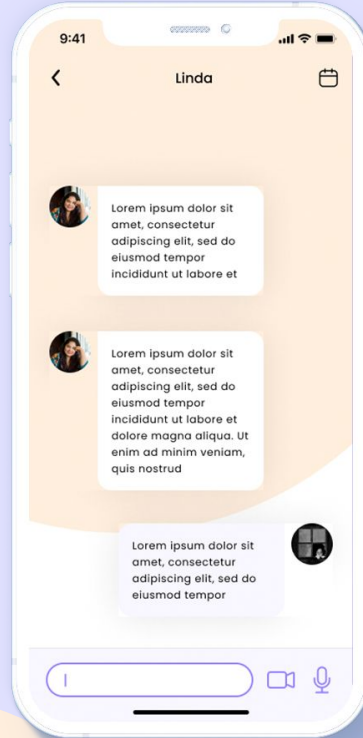 9:41
Linda
Lorem ipsum dolor sit
amet, consectetur
adipiscing elit, sed do
eiusmod tempor
incididunt ut labore et
Lorem ipsum dolor sit
amet, consectetur
adipiscing elit, sed do
eiusmod tempor
incididunt ut labore et
dolore magna aliqua. Ut
enim ad minim veniam,
quis nostrud
Lorem ipsum dolor sit
amet, consectetur
adipiscing elit, sed do
eiusmod tempor